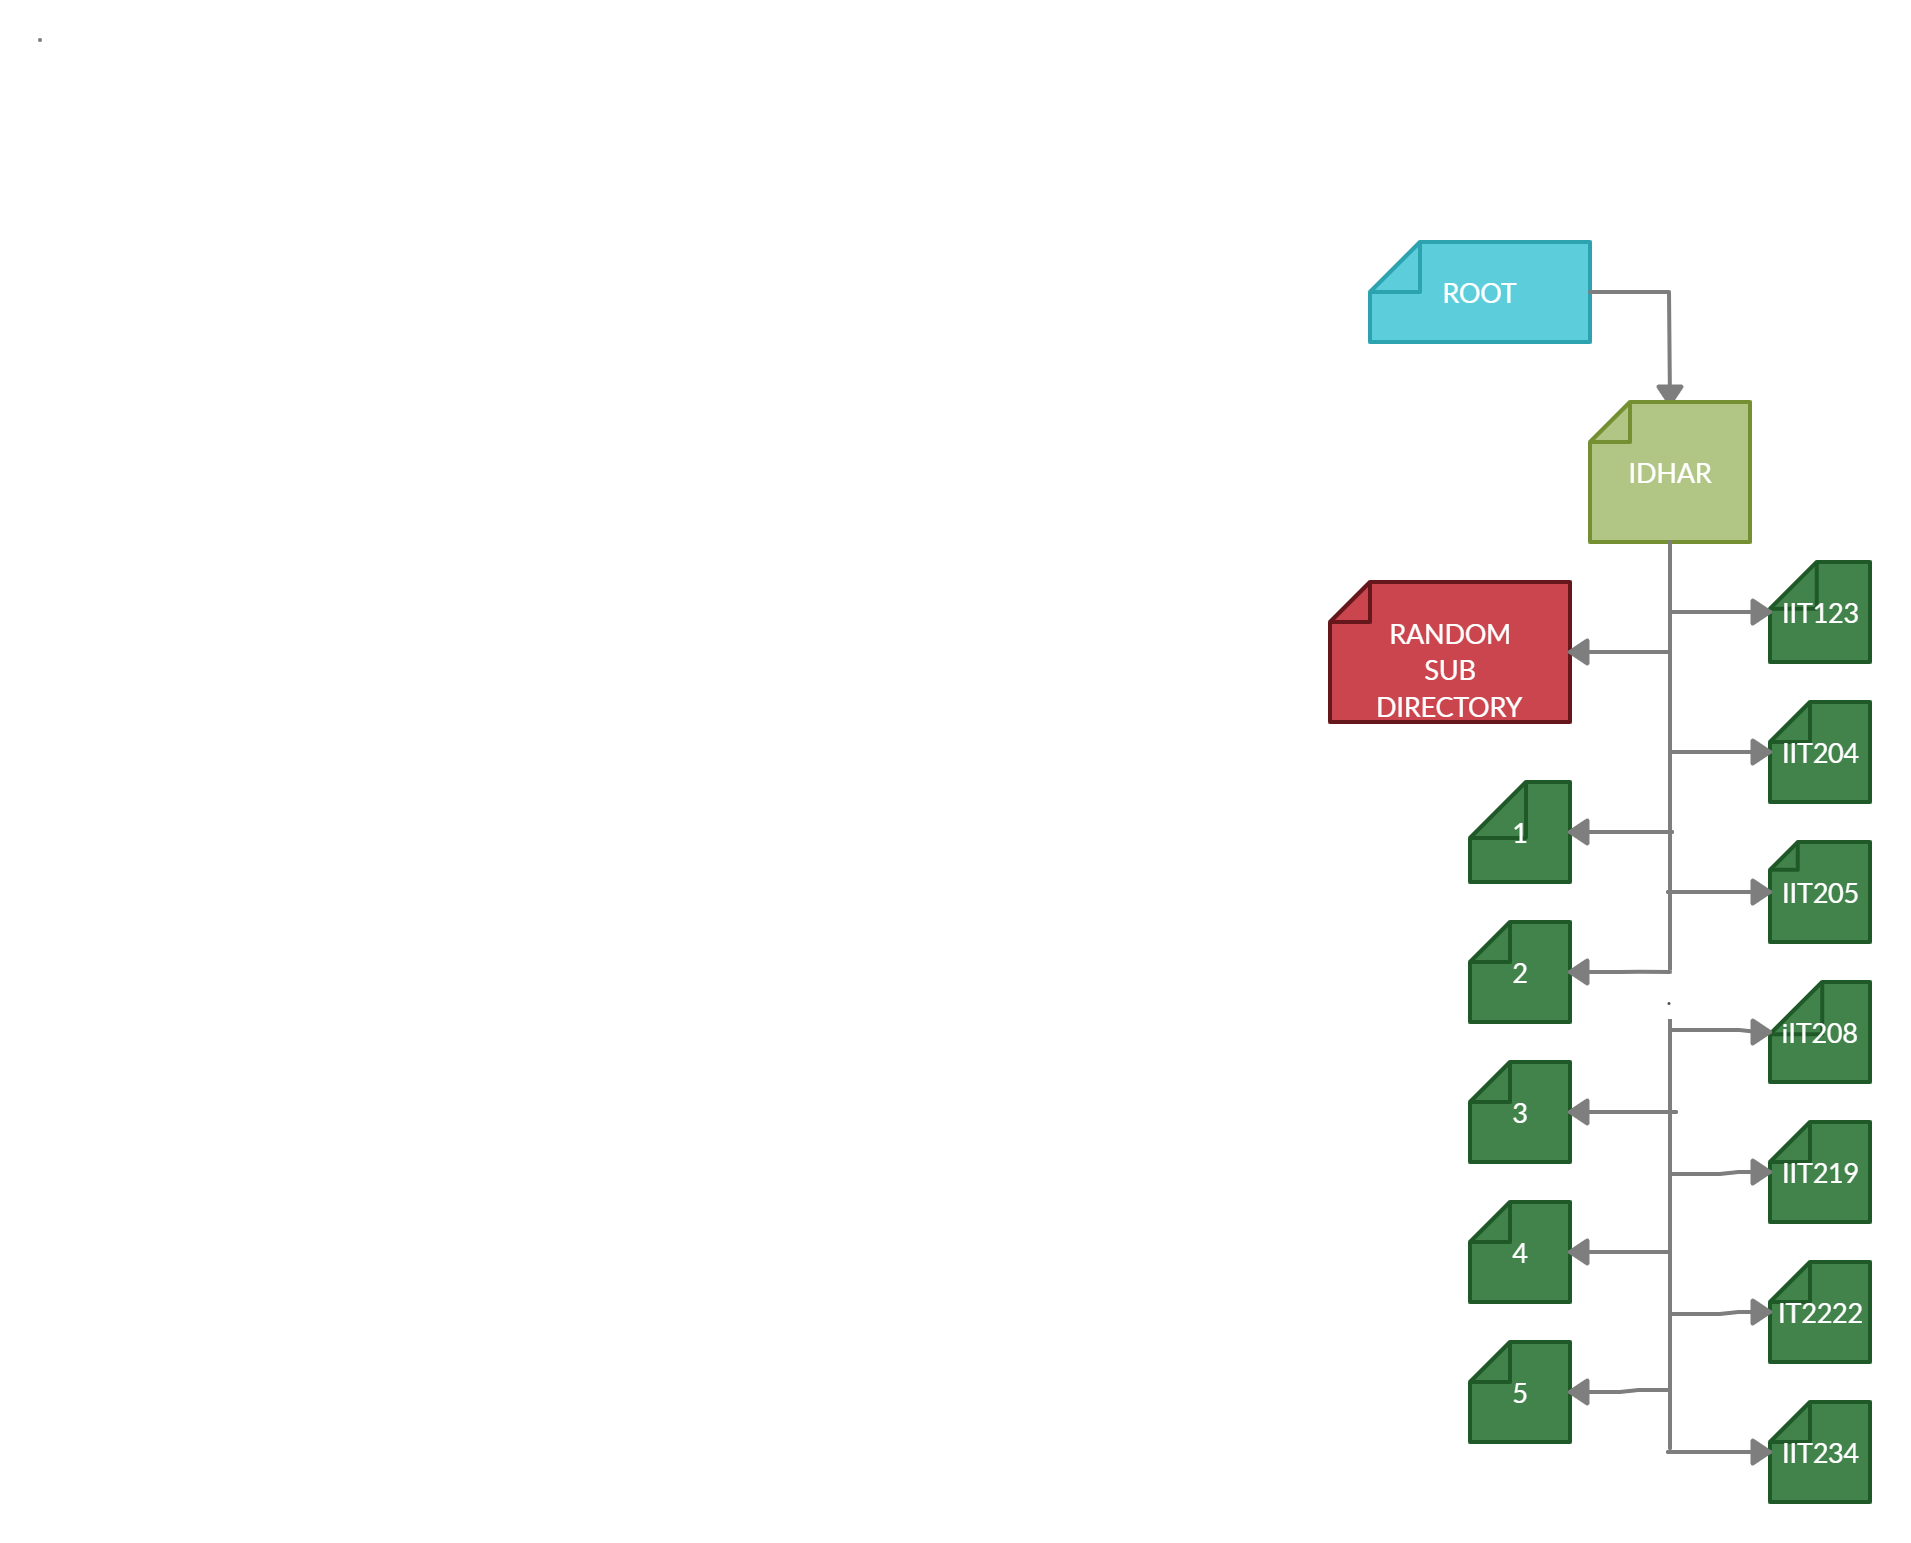 ROOT
IDHAR
IIT123
RANDOM
SUB
DIRECTORY
IIT204
1
IIT205
2
iIT208
3
IIT219
4
IT2222
5
IIT234